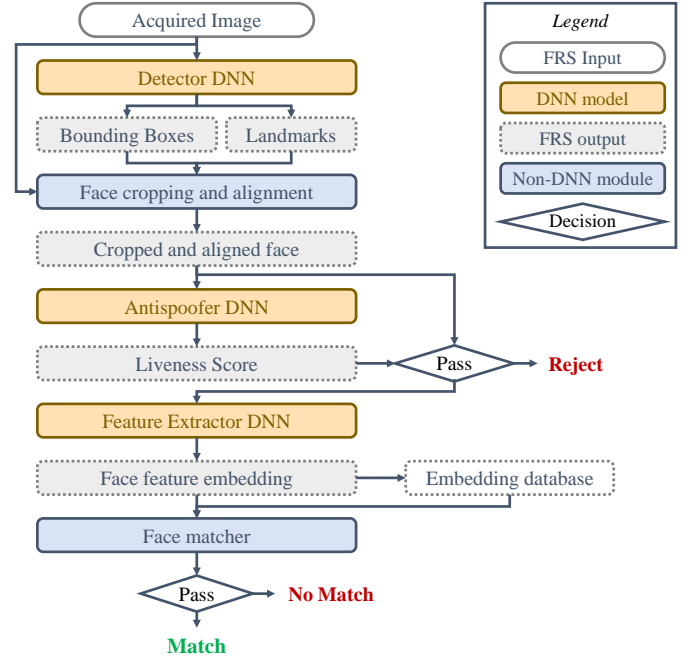 Acquired Image
Detector DNN
Bounding Boxes
Landmarks
Face cropping and alignment
Cropped and aligned face
Antispoofer DNN
Liveness Score
Pass
Reject
Feature Extractor DNN
Face feature embedding
Embedding database
Face matcher
Pass
No Match
Match
Legend
FRS Input
DNN model
FRS output
Non-DNN module
Decision